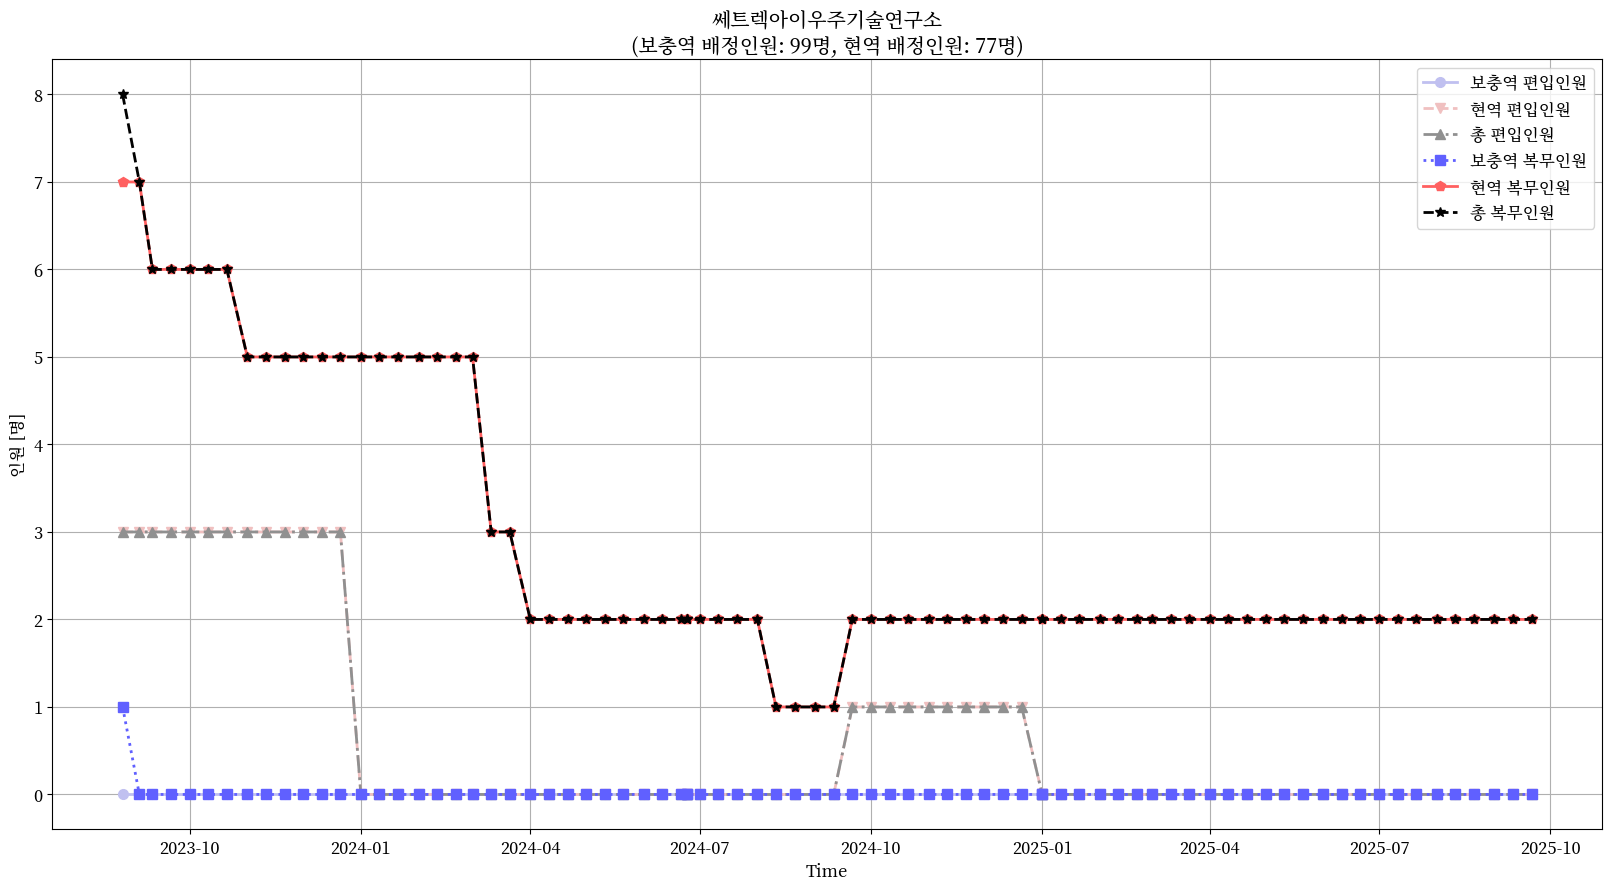 쎄트렉아이우주기술연구소
(보충역 배정인원: 99명, 현역 배정인원: 77명)
보충역 편입인원
현역 편입인원
총 편입인원
보충역 복무인원
현역 복무인원
총 복무인원
인원 [명]
8
7
6
5
4
3
2
1
0
2023-10
2024-01
2024-04
2024-07
2024-10
2025-01
2025-04
2025-07
2025-10
Time